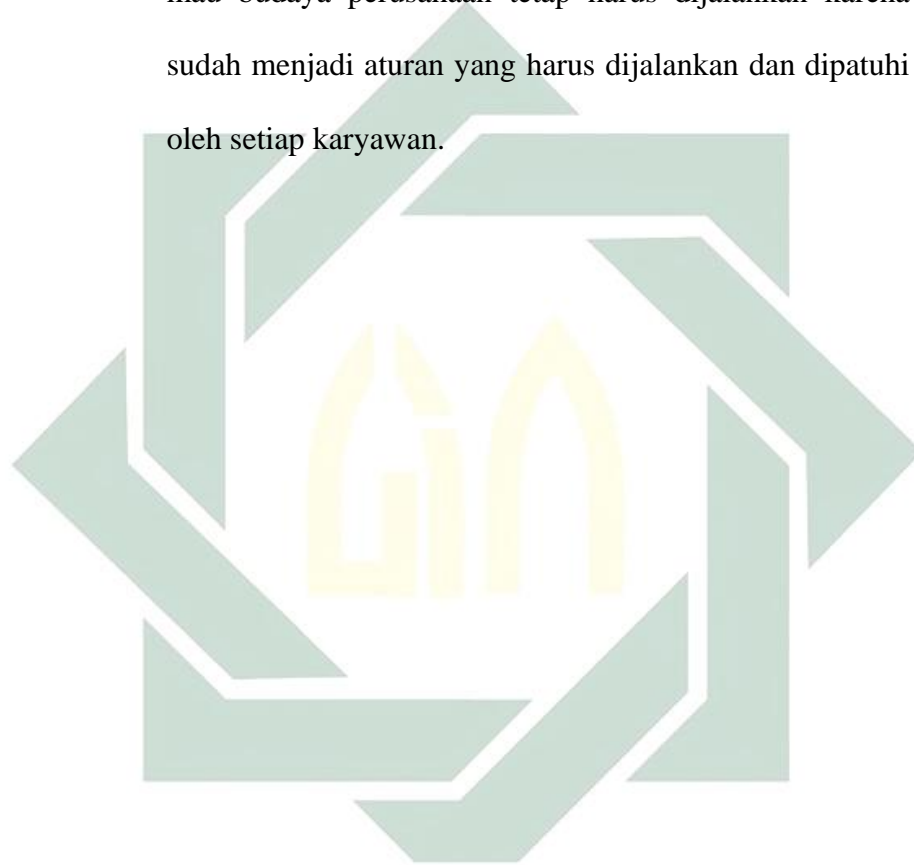 mau budaya perusahaan tetap harus dijalankan karena
sudah menjadi aturan yang harus dijalankan dan dipatuhi
oleh setiap karyawan.